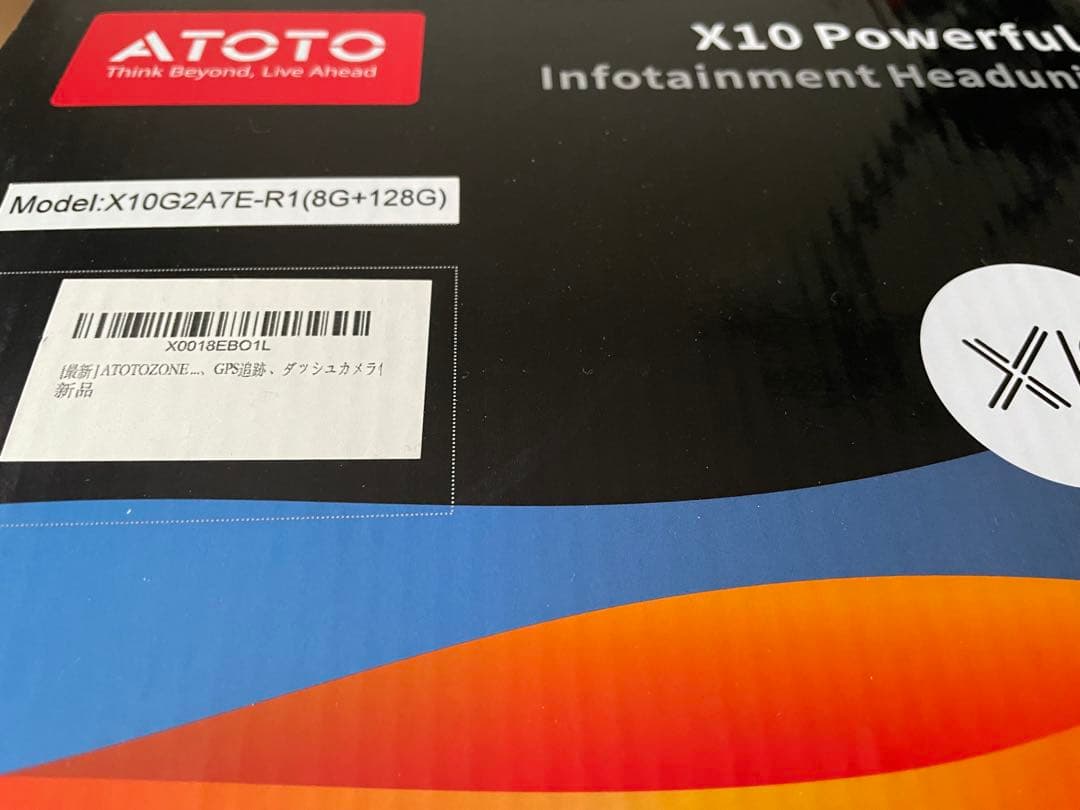 ATOTO
Think Beyond, Live Ahead
X10 Powerful
Infotainment Headuni
Model:X10G2A7E-R1(8G+128G)
X0018EBO1L
[最新]ATOTOZONE...、GPS追跡、ダッシュカメライ
新品
X